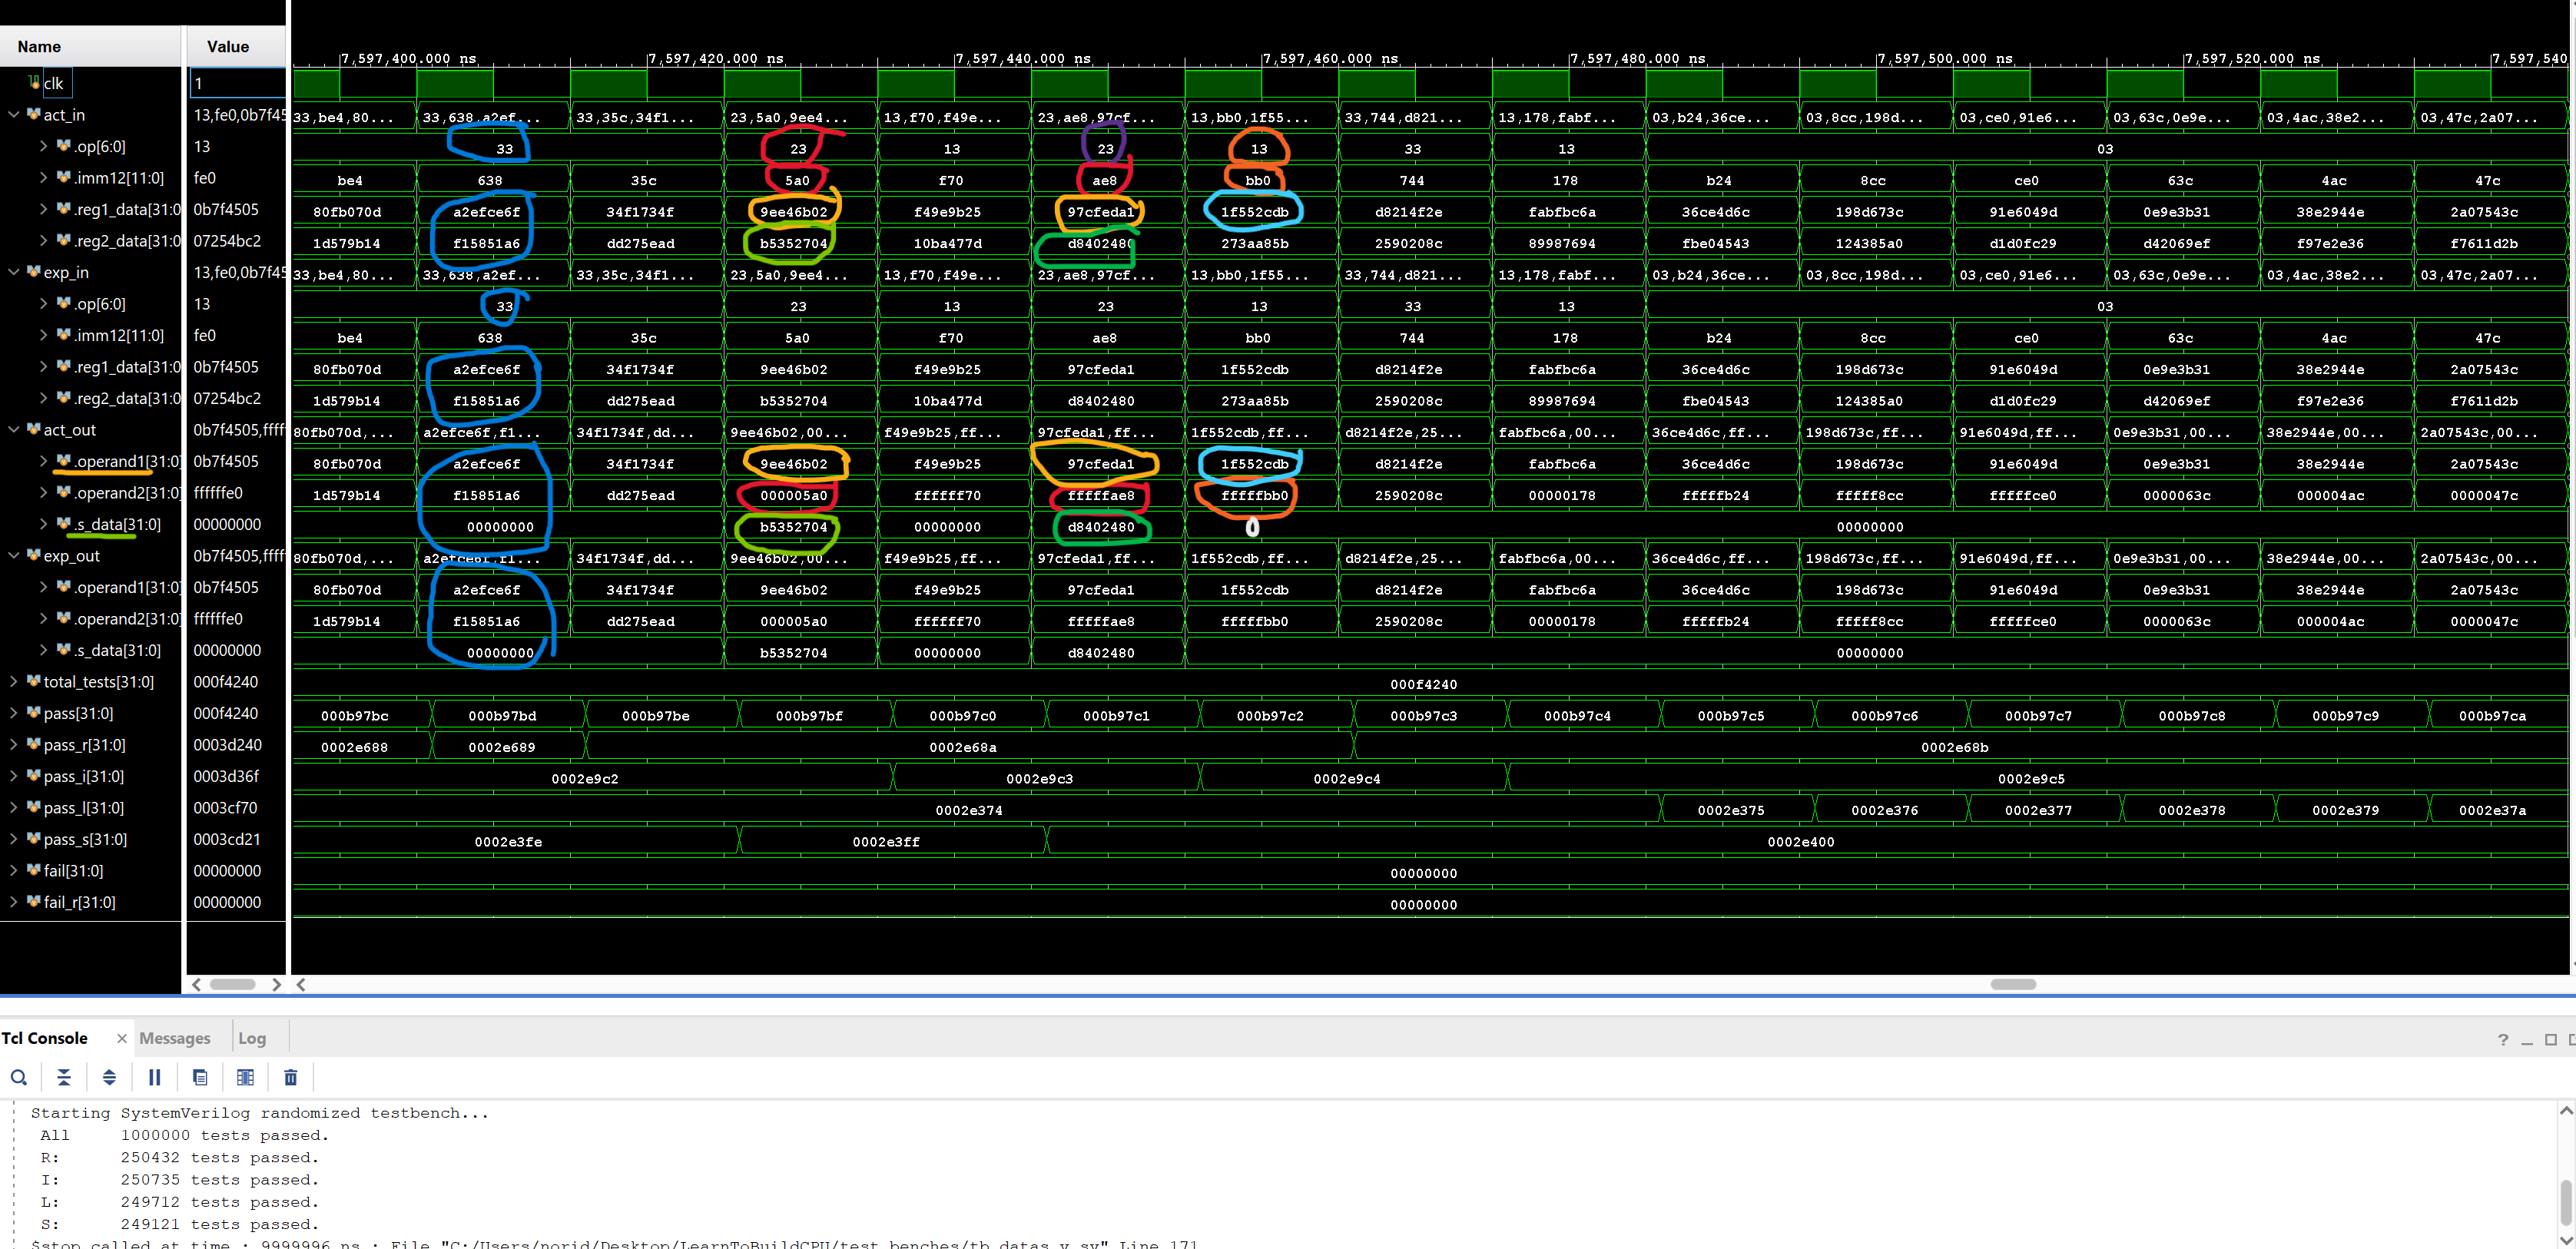 Name Value
7,597,400.000 ns 7,597,420.000 ns 7,597,440.000 ns 7,597,460.000 ns 7,597,480.000 ns 7,597,500.000 ns 7,597,520.000 ns 7,597,540
clk 1
act_in 13,fe0,0b7f45 33,be4,80... 33,638,a2ef... 33,35c,34f1... 23,5a0,9ee4... 13,f70,f49e... 23,ae8,97cf... 13,bb0,1f55... 33,744,d821... 13,178,fabf... 03,b24,36ce... 03,8cc,198d... 03,ce0,91e6... 03,63c,0e9e... 03,4ac,38e2... 03,47c,2a07...
.op[6:0] 13 33 23 13 23 13 33 13 03
.imm12[11:0] fe0 be4 638 35c 5a0 f70 ae8 bb0 744 178 b24 8cc ce0 63c 4ac 47c
.reg1_data[31:0 0b7f4505 80fb070d a2efce6f 34f1734f 9ee46b02 f49e9b25 97cfeda1 1f552cdb d8214f2e fabfbc6a 36ce4d6c 198d673c 91e6049d 0e9e3b31 38e2944e 2a07543c
.reg2_data[31:0 07254bc2 1d579b14 f15851a6 dd275ead b5352704 10ba477d d8402480 273aa85b 2590208c 89987694 fbe04543 124385a0 d1d0fc29 d42069ef f97e2e36 f7611d2b
exp_in 13,fe0,0b7f45 33,be4,80... 33,638,a2ef... 33,35c,34f1... 23,5a0,9ee4... 13,f70,f49e... 23,ae8,97cf... 13,bb0,1f55... 33,744,d821... 13,178,fabf... 03,b24,36ce... 03,8cc,198d... 03,ce0,91e6... 03,63c,0e9e... 03,4ac,38e2... 03,47c,2a07...
.op[6:0] 13 33 23 13 23 13 33 13 03
.imm12[11:0] fe0 be4 638 35c 5a0 f70 ae8 bb0 744 178 b24 8cc ce0 63c 4ac 47c
.reg1_data[31:0 0b7f4505 80fb070d a2efce6f 34f1734f 9ee46b02 f49e9b25 97cfeda1 1f552cdb d8214f2e fabfbc6a 36ce4d6c 198d673c 91e6049d 0e9e3b31 38e2944e 2a07543c
.reg2_data[31:0 07254bc2 1d579b14 f15851a6 dd275ead b5352704 10ba477d d8402480 273aa85b 2590208c 89987694 fbe04543 124385a0 d1d0fc29 d42069ef f97e2e36 f7611d2b
act_out 0b7f4505,fffff 80fb070d,... a2efce6f,f1... 34f1734f,dd... 9ee46b02,00... f49e9b25,ff... 97cfeda1,ff... 1f552cdb,ff... d8214f2e,25... fabfbc6a,00... 36ce4d6c,ff... 198d673c,ff... 91e6049d,ff... 0e9e3b31,00... 38e2944e,00... 2a07543c,00...
.operand1[31:0] 0b7f4505 80fb070d a2efce6f 34f1734f 9ee46b02 f49e9b25 97cfeda1 1f552cdb d8214f2e fabfbc6a 36ce4d6c 198d673c 91e6049d 0e9e3b31 38e2944e 2a07543c
.operand2[31:0] ffffffe0 1d579b14 f15851a6 dd275ead 000005a0 ffffff70 fffffae8 fffffbb0 2590208c 00000178 fffffb24 fffff8cc fffffce0 0000063c 000004ac 0000047c
.s_data[31:0] 00000000 00000000 b5352704 00000000 d8402480 0 00000000
exp_out 0b7f4505,fffff 80fb070d,... a2efce6f,f1... 34f1734f,dd... 9ee46b02,00... f49e9b25,ff... 97cfeda1,ff... 1f552cdb,ff... d8214f2e,25... fabfbc6a,00... 36ce4d6c,ff... 198d673c,ff... 91e6049d,ff... 0e9e3b31,00... 38e2944e,00... 2a07543c,00...
.operand1[31:0] 0b7f4505 80fb070d a2efce6f 34f1734f 9ee46b02 f49e9b25 97cfeda1 1f552cdb d8214f2e fabfbc6a 36ce4d6c 198d673c 91e6049d 0e9e3b31 38e2944e 2a07543c
.operand2[31:0] ffffffe0 1d579b14 f15851a6 dd275ead 000005a0 ffffff70 fffffae8 fffffbb0 2590208c 00000178 fffffb24 fffff8cc fffffce0 0000063c 000004ac 0000047c
.s_data[31:0] 00000000 00000000 b5352704 00000000 d8402480 00000000
total_tests[31:0] 000f4240 000f4240
pass[31:0] 000f4240 000b97bc 000b97bd 000b97be 000b97bf 000b97c0 000b97c1 000b97c2 000b97c3 000b97c4 000b97c5 000b97c6 000b97c7 000b97c8 000b97c9 000b97ca
pass_r[31:0] 0003d240 0002e688 0002e689 0002e68a 0002e68b
pass_i[31:0] 0003d36f 0002e9c2 0002e9c3 0002e9c4 0002e9c5
pass_l[31:0] 0003cf70 0002e374 0002e375 0002e376 0002e377 0002e378 0002e379 0002e37a
pass_s[31:0] 0003cd21 0002e3fe 0002e3ff 0002e400
fail[31:0] 00000000 00000000
fail_r[31:0] 00000000 00000000
Tcl Console Messages Log
Starting SystemVerilog randomized testbench...
All 1000000 tests passed.
R: 250432 tests passed.
I: 250735 tests passed.
L: 249712 tests passed.
S: 249121 tests passed.
$stop called at time : 9999996 ns : File "C:/Users/norid/Desktop/LearnToBuildCPU/test_benches/tb_datas_v.sv" Line 171